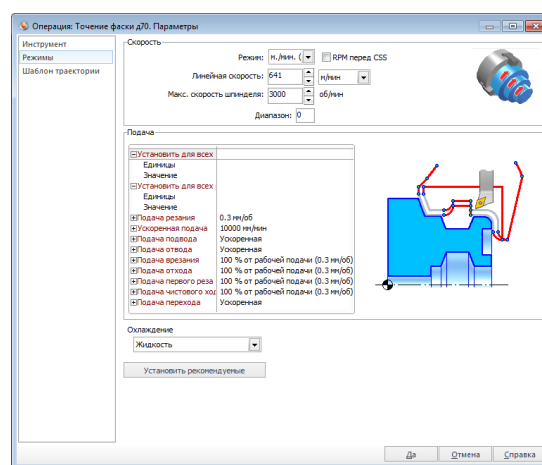 Операция: Точение фаски д70. Параметры
Инструмент
Режимы
Шаблон траектории
Скорость
Режим: м./мин. (
RPM перед CSS
Линейная скорость: 641 м/мин
Макс. скорость шпинделя: 3000 об/мин
Диапазон: 0
Подача
Установить для всех
Единицы
Значение
Установить для всех
Единицы
Значение
Подача резания 0.3 мм/об
Ускоренная подача 10000 мм/мин
Подача подвода Ускоренная
Подача отвода Ускоренная
Подача врезания 100 % от рабочей подачи (0.3 мм/об)
Подача отхода 100 % от рабочей подачи (0.3 мм/об)
Подача первого реза 100 % от рабочей подачи (0.3 мм/об)
Подача чистового ход 100 % от рабочей подачи (0.3 мм/об)
Подача перехода Ускоренная
Охлаждение
Жидкость
Установить рекомендуемые
Да Отмена Справка